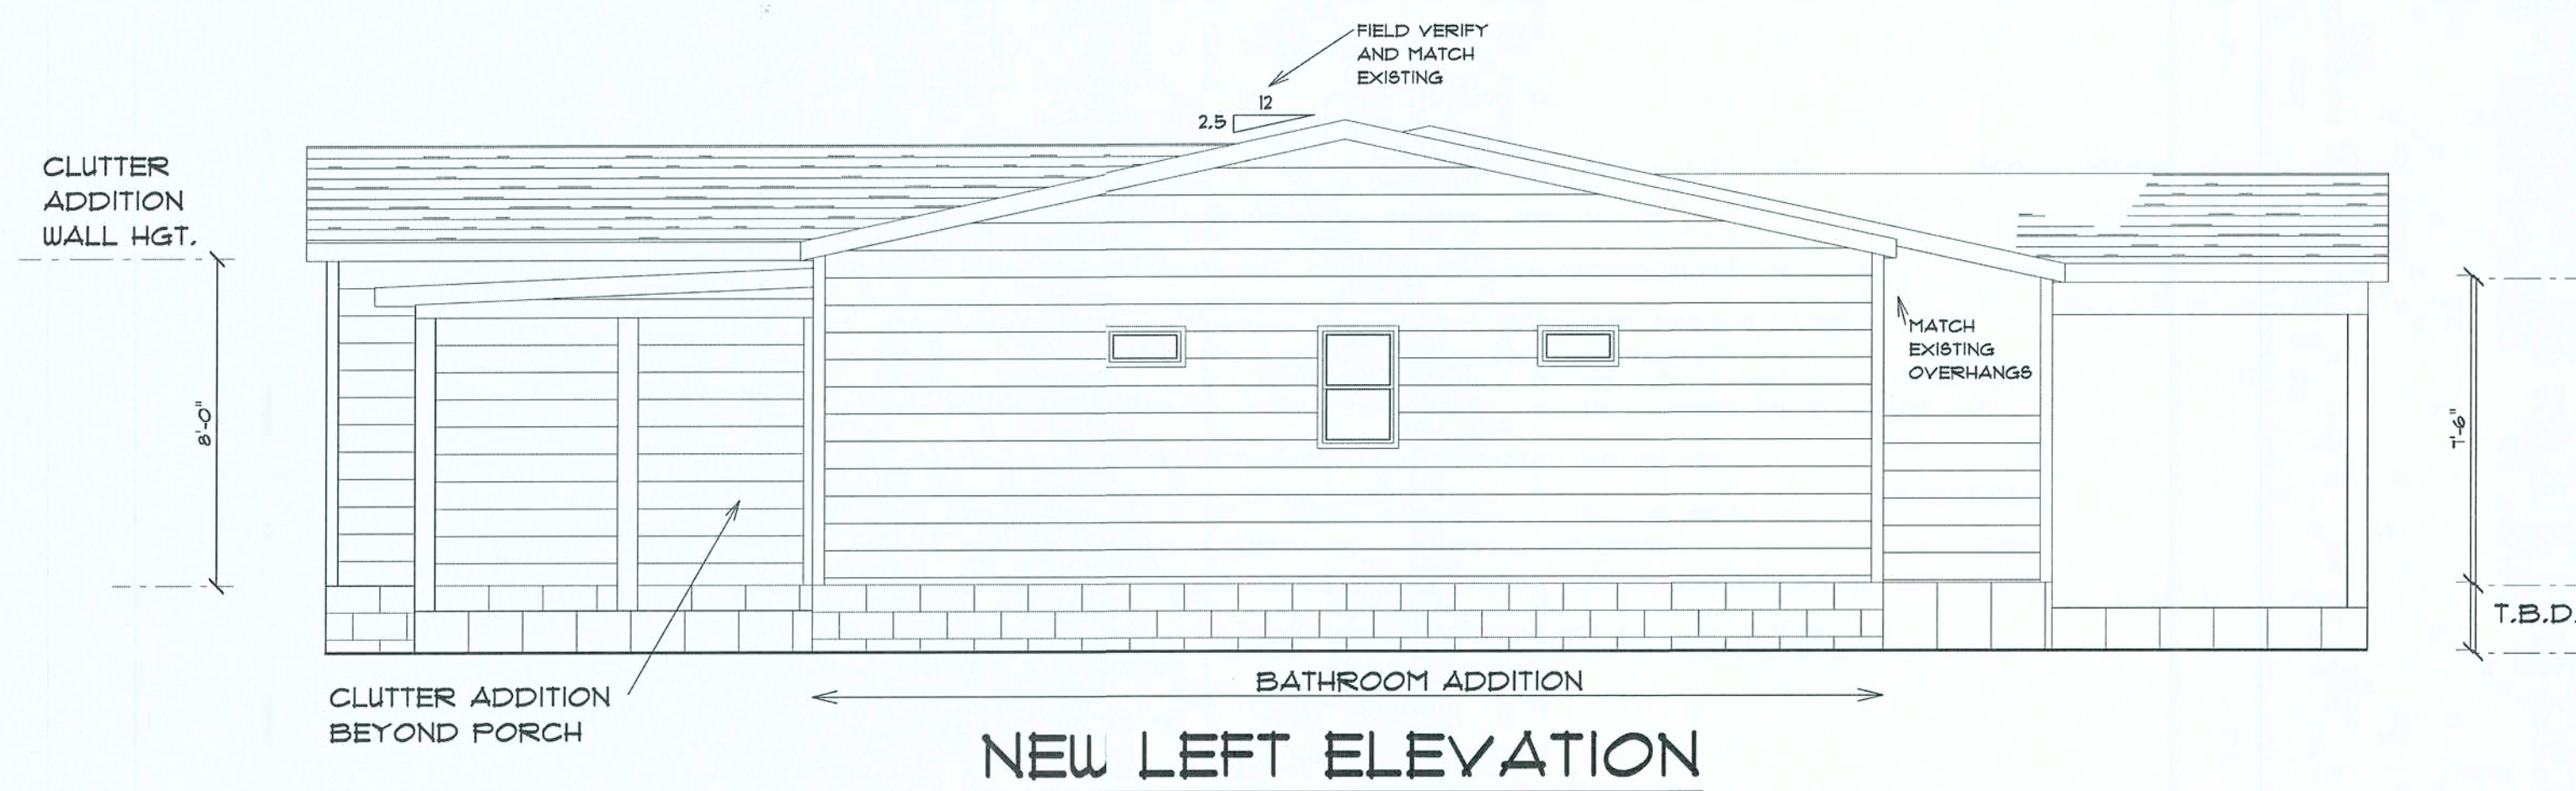 FIELD VERIFY
AND MATCH
EXISTING
12
2.5
CLUTTER
ADDITION
WALL HGT.
8'-0"
MATCH
EXISTING
OVERHANGS
7'-6"
T.B.D.
CLUTTER ADDITION
BEYOND PORCH
BATHROOM ADDITION
NEW LEFT ELEVATION